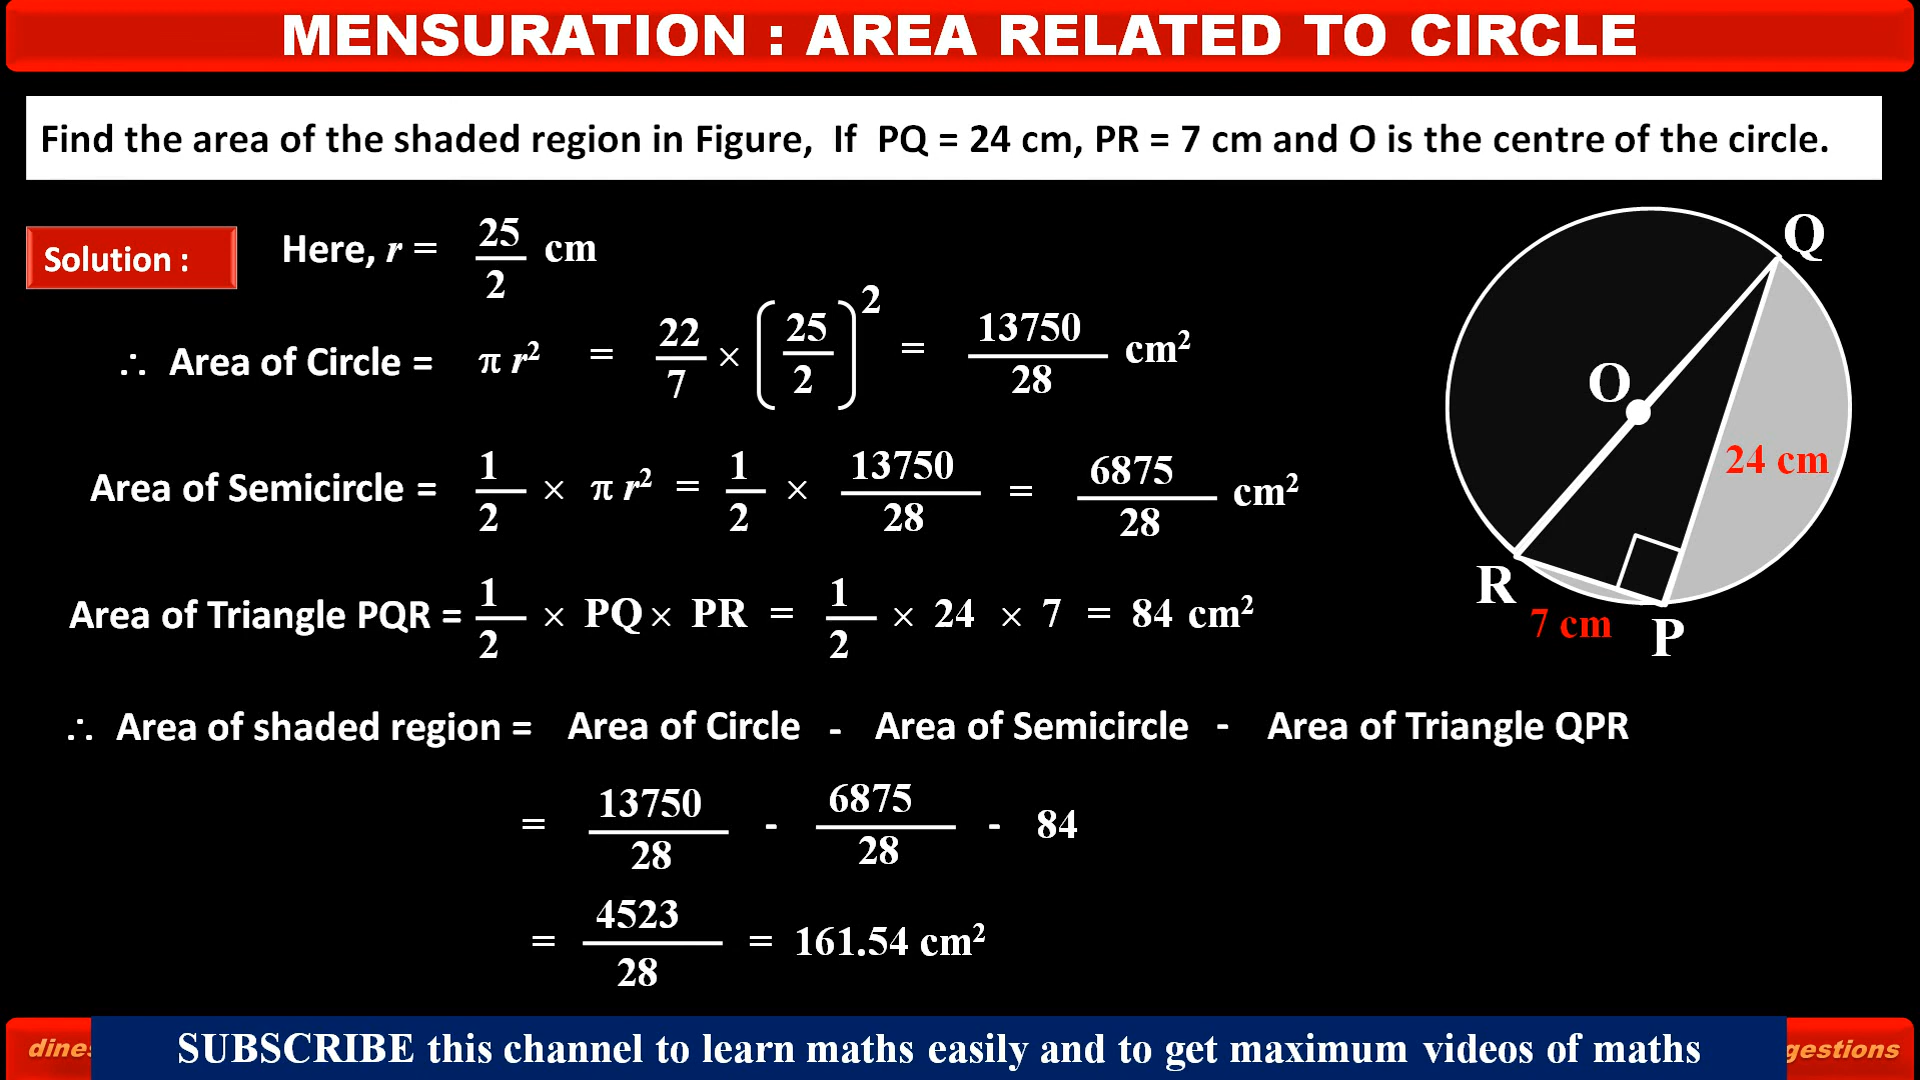 MENSURATION : AREA RELATED TO CIRCLE
Find the area of the shaded region in Figure, If PQ = 24 cm, PR = 7 cm and O is the centre of the circle.
Solution :
Here, r = 25/2 cm
∴ Area of Circle = π r² = 22/7 × (25/2)² = 13750/28 cm²
Area of Semicircle = 1/2 × π r² = 1/2 × 13750/28 = 6875/28 cm²
Area of Triangle PQR = 1/2 × PQ × PR = 1/2 × 24 × 7 = 84 cm²
∴ Area of shaded region = Area of Circle - Area of Semicircle - Area of Triangle QPR
= 13750/28 - 6875/28 - 84
= 4523/28 = 161.54 cm²
Q
O
24 cm
R
7 cm
P
SUBSCRIBE this channel to learn maths easily and to get maximum videos of maths